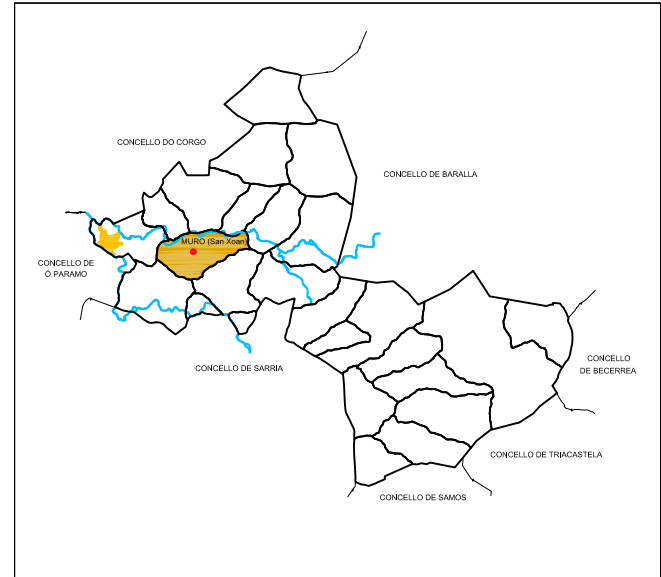 CONCELLO DO CORGO
CONCELLO DE BARALLA
MURO (San Xoan)
CONCELLO DE
Ó PARAMO
CONCELLO DE SARRIA
CONCELLO
DE BECERREA
CONCELLO DE TRIACASTELA
CONCELLO DE SAMOS